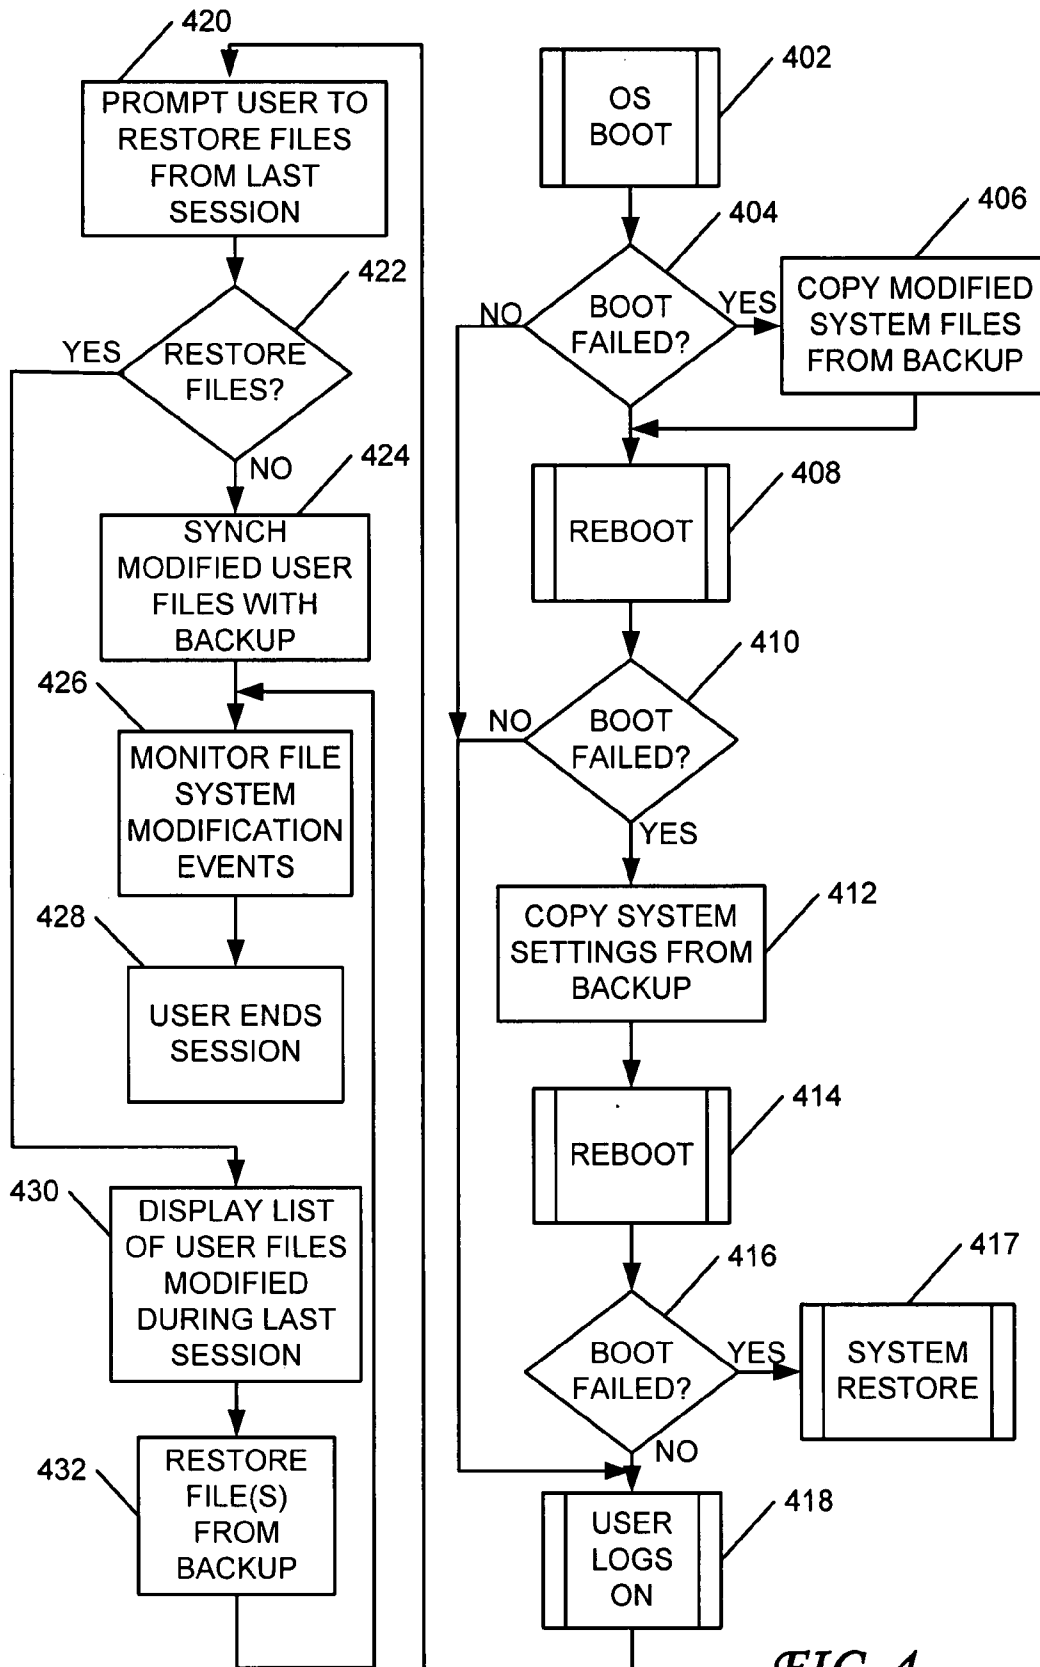 420
PROMPT USER TO
RESTORE FILES
FROM LAST
SESSION
422
YES
RESTORE
FILES?
NO
424
SYNCH
MODIFIED USER
FILES WITH
BACKUP
426
MONITOR FILE
SYSTEM
MODIFICATION
EVENTS
428
USER ENDS
SESSION
430
DISPLAY LIST
OF USER FILES
MODIFIED
DURING LAST
SESSION
432
RESTORE
FILE(S)
FROM
BACKUP
402
OS
BOOT
404
NO
BOOT
FAILED?
YES
406
COPY MODIFIED
SYSTEM FILES
FROM BACKUP
408
REBOOT
410
NO
BOOT
FAILED?
YES
412
COPY SYSTEM
SETTINGS FROM
BACKUP
414
REBOOT
416
BOOT
FAILED?
YES
417
SYSTEM
RESTORE
NO
418
USER
LOGS
ON
FIG. 4